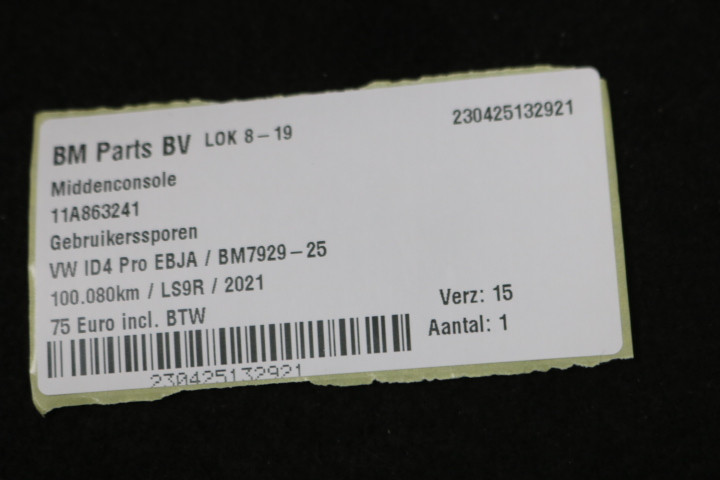 BM Parts BV LOK 8-19 230425132921
Middenconsole
11A863241
Gebruikerssporen
VW ID4 Pro EBJA / BM7929-25
100.080km / LS9R / 2021
75 Euro incl. BTW
Verz: 15
Aantal: 1
230425132921